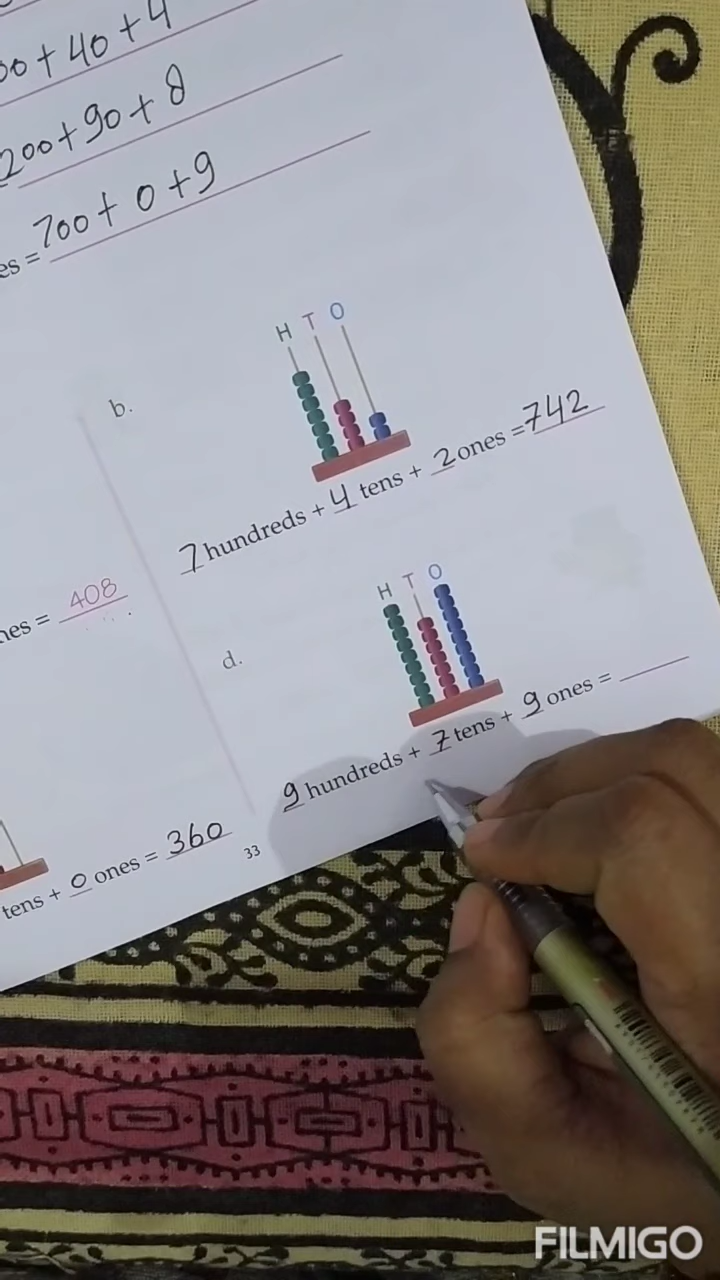 00 + 40 + 4
200 + 90 + 8
es = 700 + 0 + 9
b.
H T O
7 hundreds + 4 tens + 2 ones = 742
nes = 408
d.
H T O
9 hundreds + 7 tens + 9 ones =
tens + 0 ones = 360
33
FILMIGO